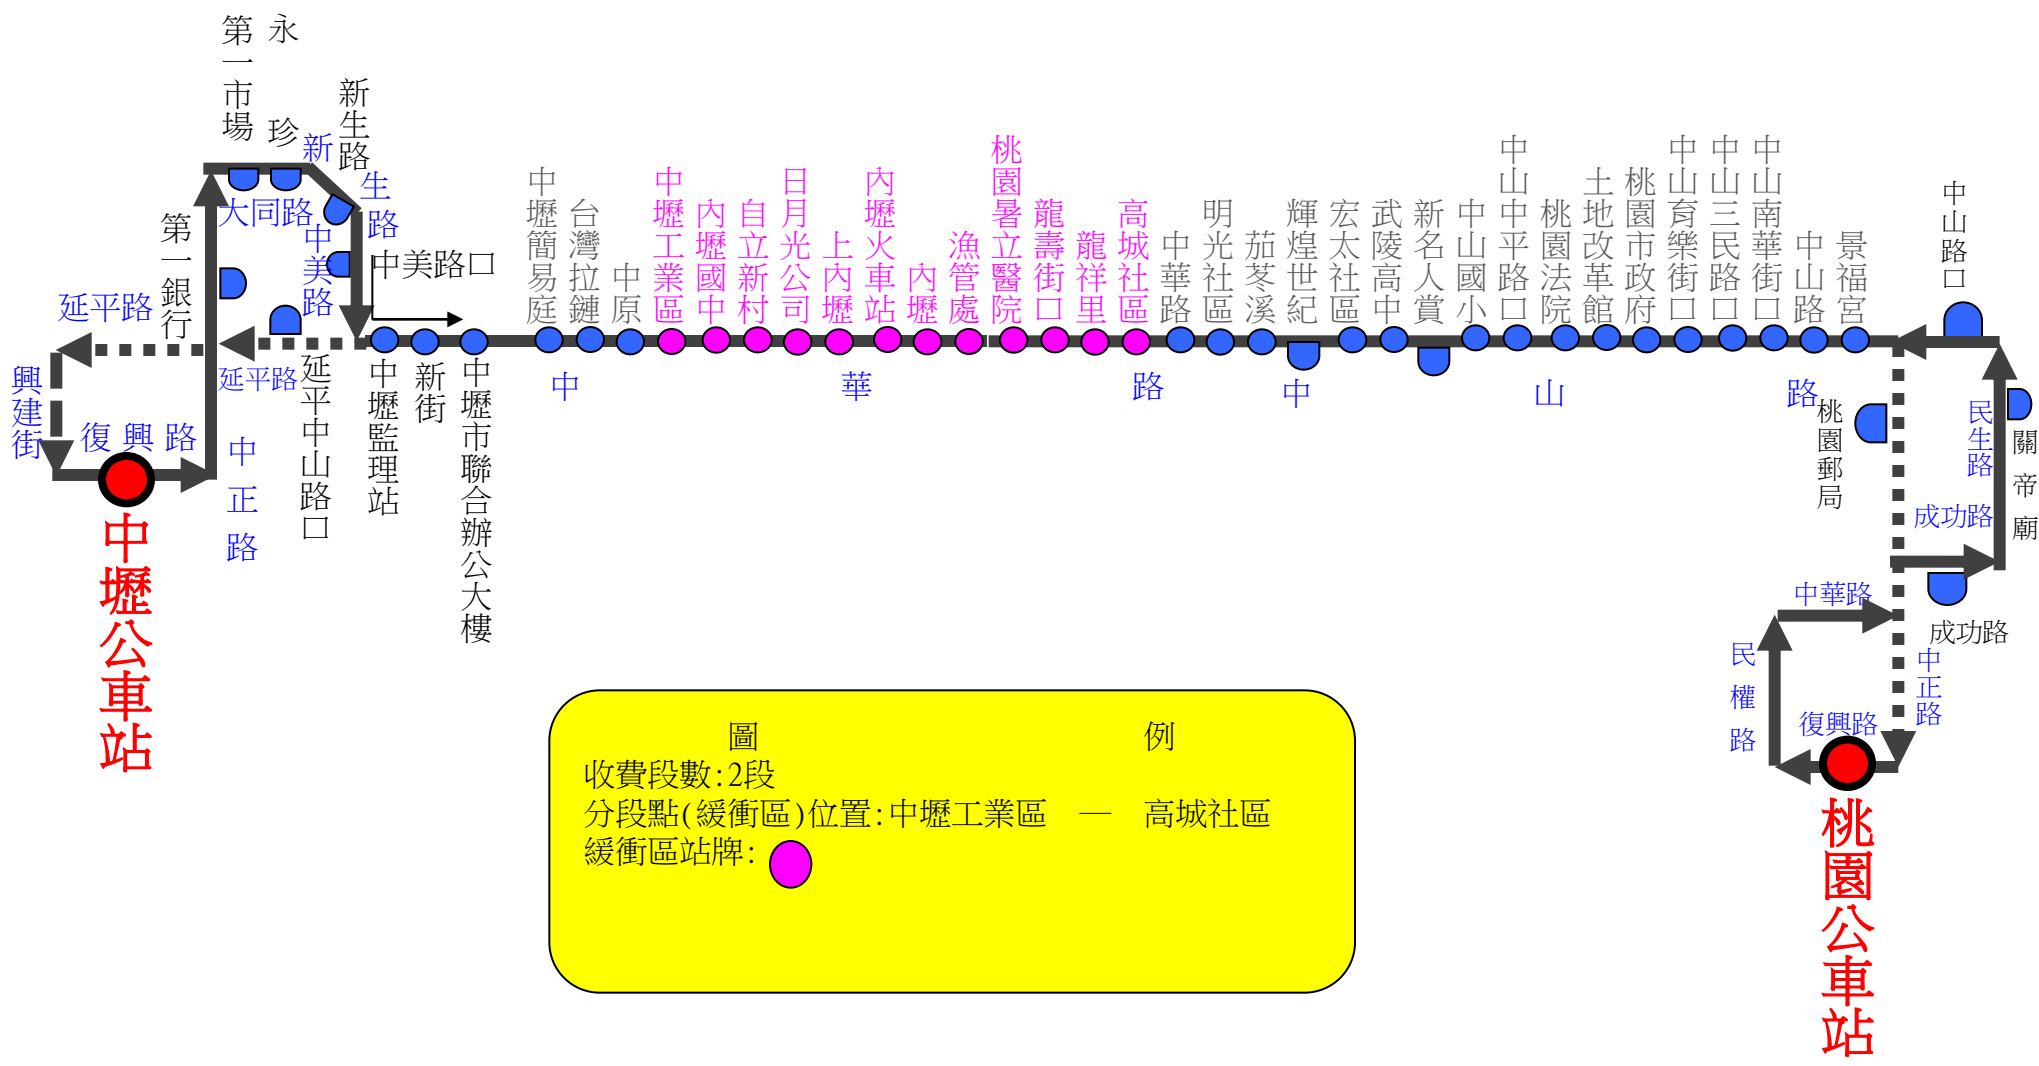 第一市場
永珍
新生路
新生路
大同路
中美路
第一銀行
中美路口
延平路
延平路
興建街
復興路
中正路
延平中山路口
中壢公車站
中壢監理站
新街
中壢市聯合辦公大樓
中壢簡易庭
台灣拉鏈
中原
中壢工業區
內壢國中
自立新村
日月光公司
上內壢
內壢火車站
內壢
漁管處
桃園署立醫院
龍壽街口
龍祥里
高城社區
中華路
明光社區
茄苳溪
輝煌世紀
宏太社區
武陵高中
新名人賞
中山國小
中山中平路口
桃園法院
土地改革館
桃園市政府
中山育樂街口
中山三民路口
中山南華街口
中山路
景福宮
中山路口
中華路
中山路
桃園郵局
民生路
關帝廟
成功路
成功路
中華路
中正路
民權路
復興路
桃園公車站
圖例
收費段數:2段
分段點(緩衝區)位置:中壢工業區 — 高城社區
緩衝區站牌: